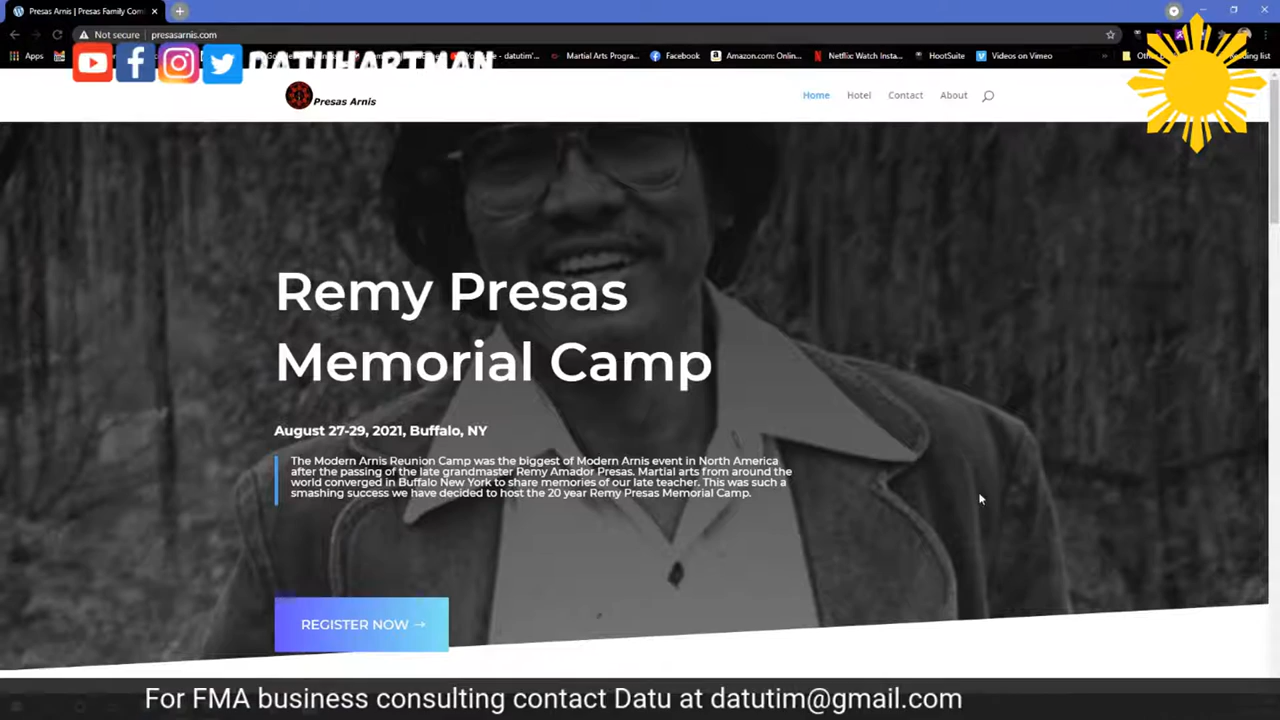 Presas Arnis | Presas Family Com
Not secure | presasarnis.com
Apps
Martial Arts Progra...
Facebook
Amazon.com: Onlin...
Netflix: Watch Insta...
HootSuite
Videos on Vimeo
DATUHARTMAN
Presas Arnis
Home
Hotel
Contact
About
Remy Presas
Memorial Camp
August 27-29, 2021, Buffalo, NY
The Modern Arnis Reunion Camp was the biggest of Modern Arnis event in North America
after the passing of the late grandmaster Remy Amador Presas. Martial arts from around the
world converged in Buffalo New York to share memories of our late teacher. This was such a
smashing success we have decided to host the 20 year Remy Presas Memorial Camp.
REGISTER NOW →
For FMA business consulting contact Datu at datutim@gmail.com